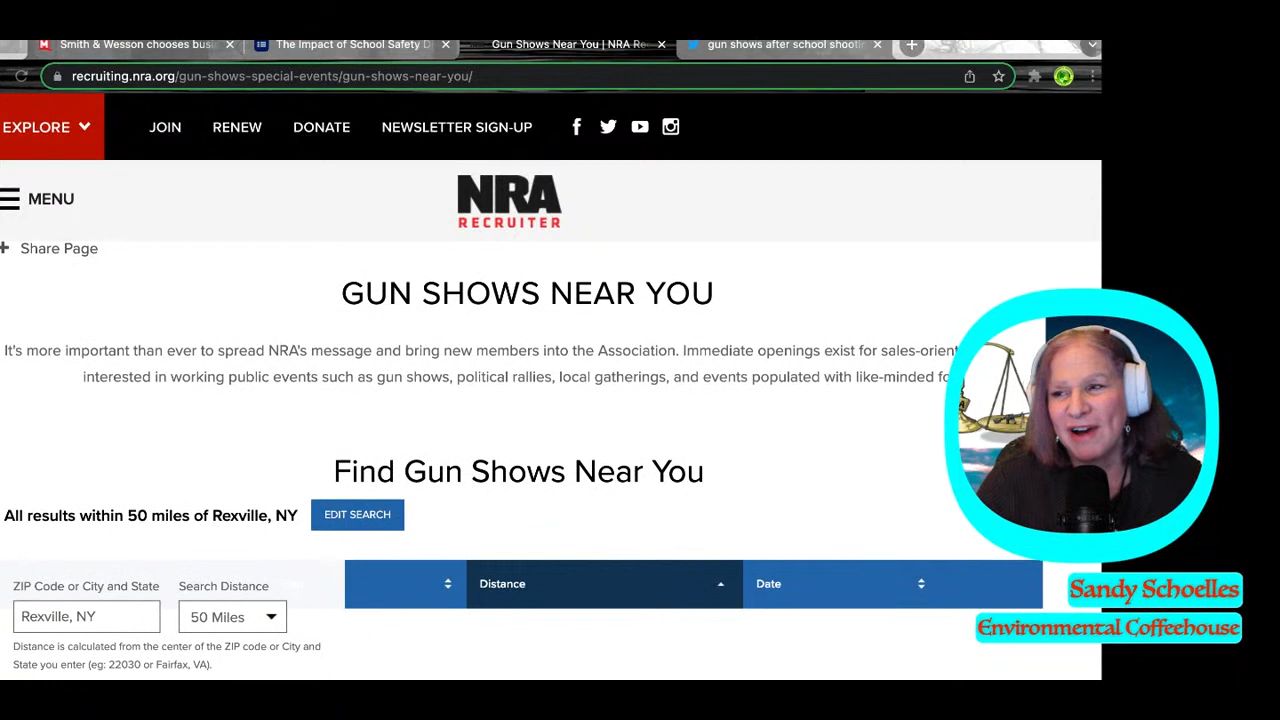 Smith & Wesson chooses busi
The Impact of School Safety D
Gun Shows Near You | NRA Re
gun shows after school shooti
recruiting.nra.org/gun-shows-special-events/gun-shows-near-you/
EXPLORE
JOIN
RENEW
DONATE
NEWSLETTER SIGN-UP
MENU
NRA
RECRUITER
Share Page
GUN SHOWS NEAR YOU
It's more important than ever to spread NRA's message and bring new members into the Association. Immediate openings exist for sales-orient
interested in working public events such as gun shows, political rallies, local gatherings, and events populated with like-minded fo
Find Gun Shows Near You
All results within 50 miles of Rexville, NY
EDIT SEARCH
ZIP Code or City and State
Search Distance
Distance
Date
Rexville, NY
50 Miles
Distance is calculated from the center of the ZIP code or City and
State you enter (eg: 22030 or Fairfax, VA).
Sandy Schoelles
Environmental Coffeehouse